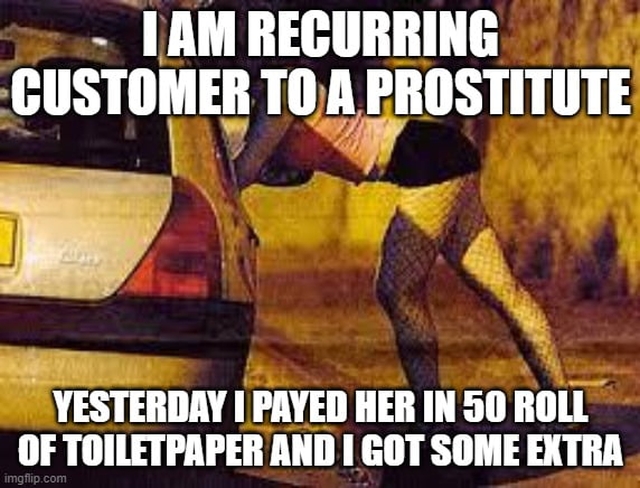 I AM RECURRING
CUSTOMER TO A PROSTITUTE
YESTERDAY I PAYED HER IN 50 ROLL
OF TOILETPAPER AND I GOT SOME EXTRA
imgflip.com